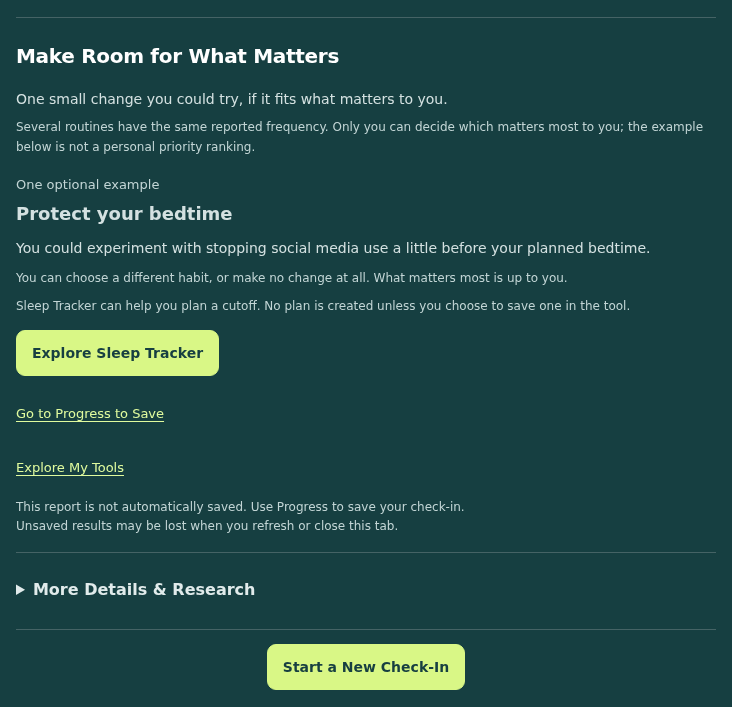 Make Room for What Matters
One small change you could try, if it fits what matters to you.
Several routines have the same reported frequency. Only you can decide which matters most to you; the example
below is not a personal priority ranking.
One optional example
Protect your bedtime
You could experiment with stopping social media use a little before your planned bedtime.
You can choose a different habit, or make no change at all. What matters most is up to you.
Sleep Tracker can help you plan a cutoff. No plan is created unless you choose to save one in the tool.
Explore Sleep Tracker
Go to Progress to Save
Explore My Tools
This report is not automatically saved. Use Progress to save your check-in.
Unsaved results may be lost when you refresh or close this tab.
More Details & Research
Start a New Check-In